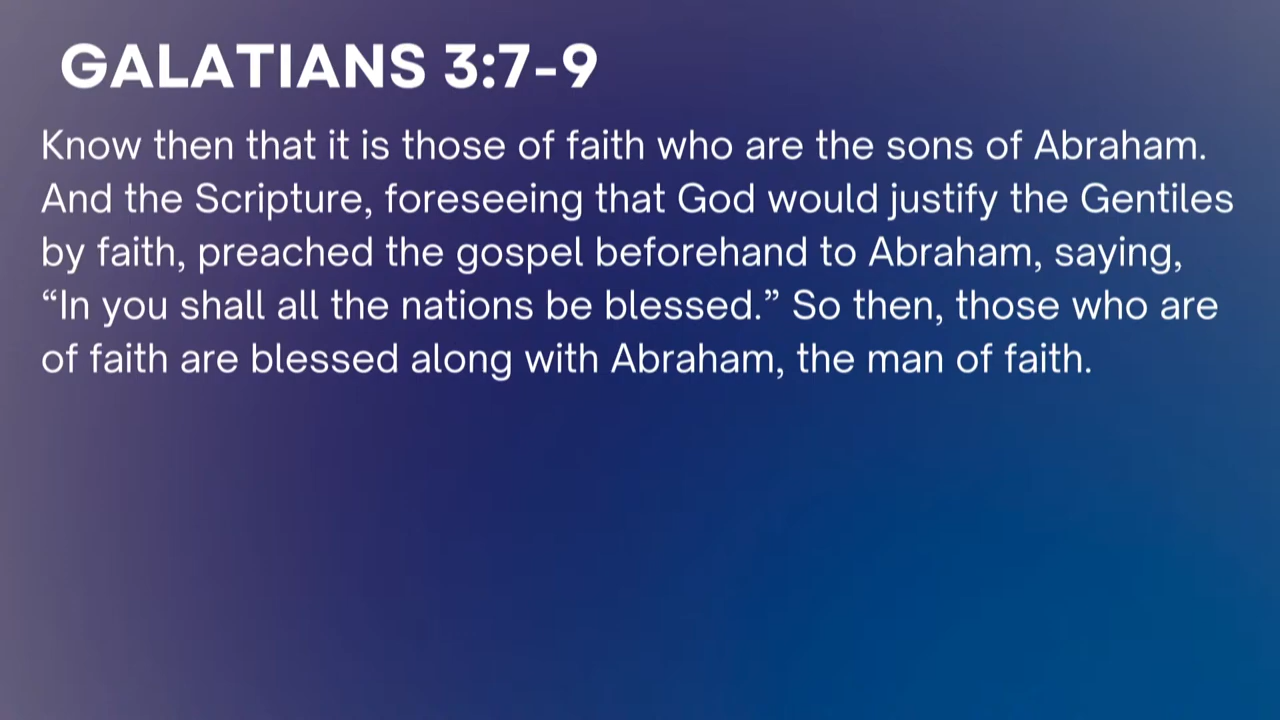 GALATIANS 3:7-9
Know then that it is those of faith who are the sons of Abraham.
And the Scripture, foreseeing that God would justify the Gentiles
by faith, preached the gospel beforehand to Abraham, saying,
“In you shall all the nations be blessed.” So then, those who are
of faith are blessed along with Abraham, the man of faith.